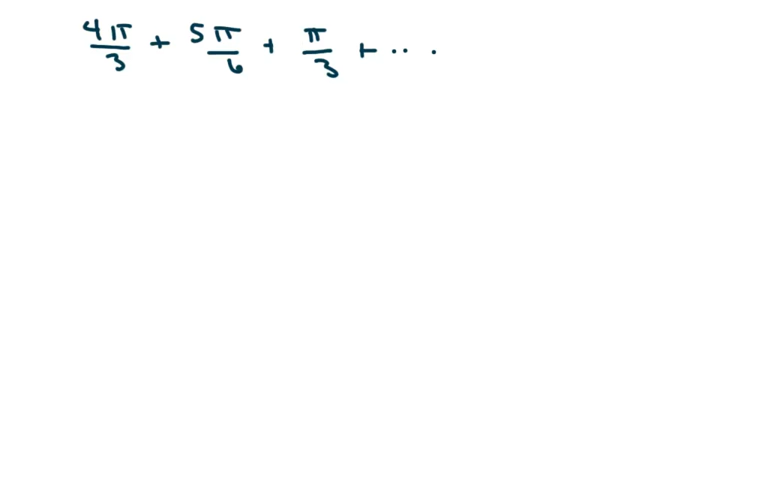 4π/3 + 5π/6 + π/3 + ...